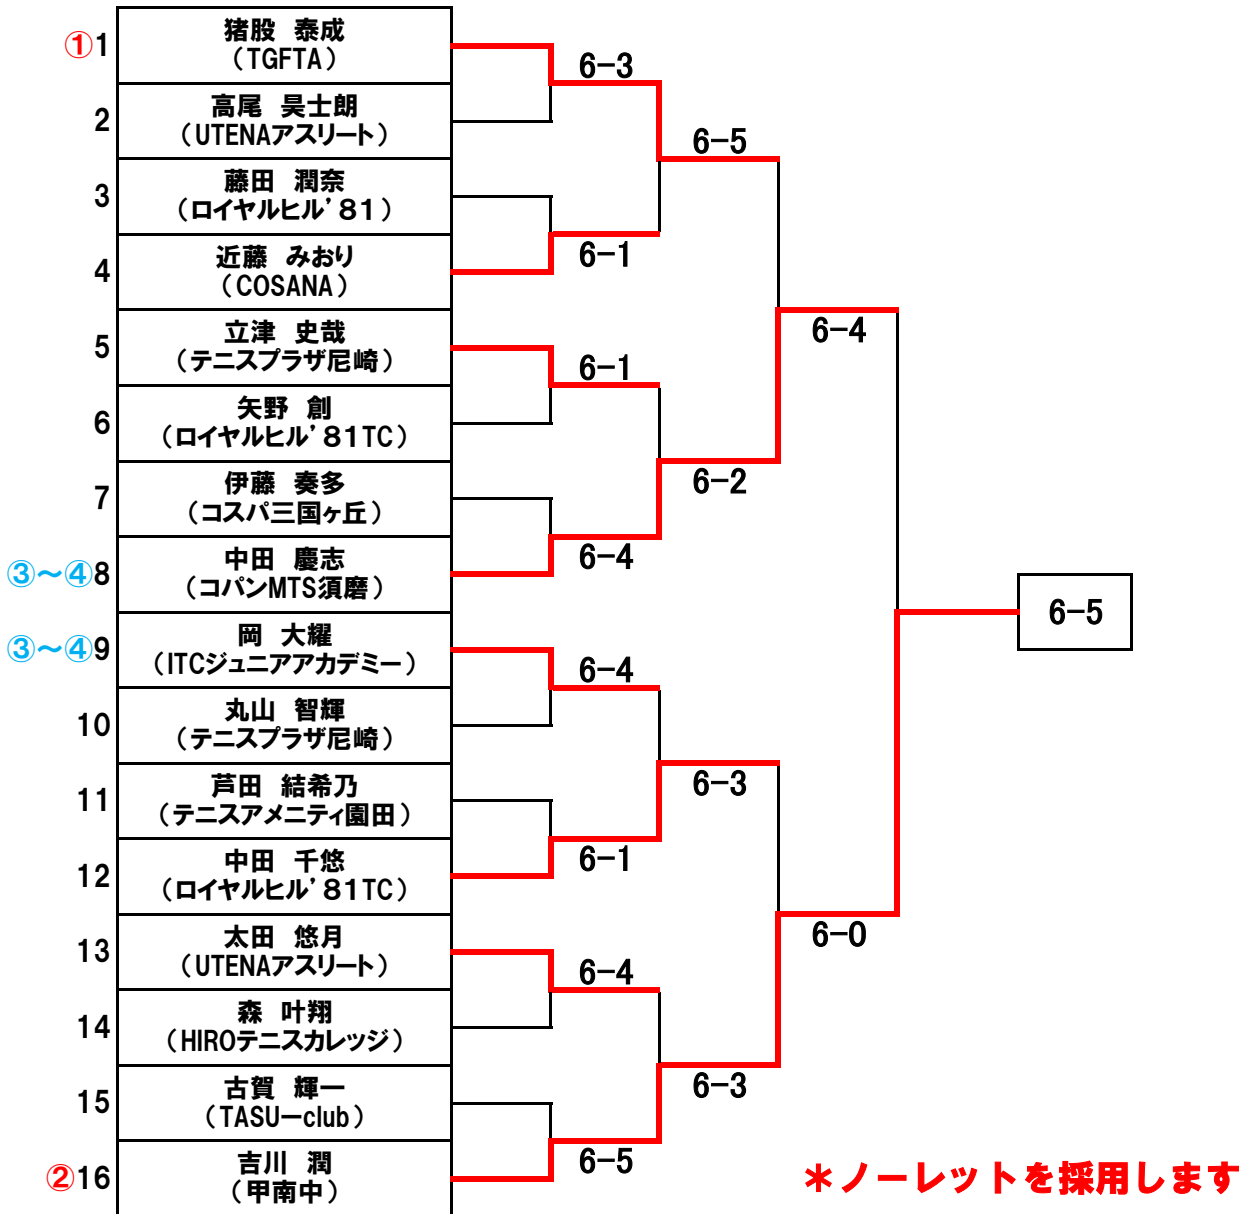 ①1
猪股　泰成
（TGFTA）
2
高尾　昊士朗
（UTENAアスリート）
3
藤田　潤奈
（ロイヤルヒル’８１）
4
近藤　みおり
（COSANA）
5
立津　史哉
（テニスプラザ尼崎）
6
矢野　創
（ロイヤルヒル’８１TC）
7
伊藤　奏多
（コスパ三国ヶ丘）
③～④8
中田　慶志
（コパンMTS須磨）
③～④9
岡　大耀
（ITCジュニアアカデミー）
10
丸山　智輝
（テニスプラザ尼崎）
11
芦田　結希乃
（テニスアメニティ園田）
12
中田　千悠
（ロイヤルヒル’８１TC）
13
太田　悠月
（UTENAアスリート）
14
森　叶翔
（HIROテニスカレッジ）
15
古賀　輝一
（TASUーclub）
②16
吉川　潤
（甲南中）
6-3
6-1
6-1
6-4
6-4
6-1
6-4
6-5
6-5
6-2
6-3
6-3
6-4
6-0
6-5
＊ノーレットを採用します